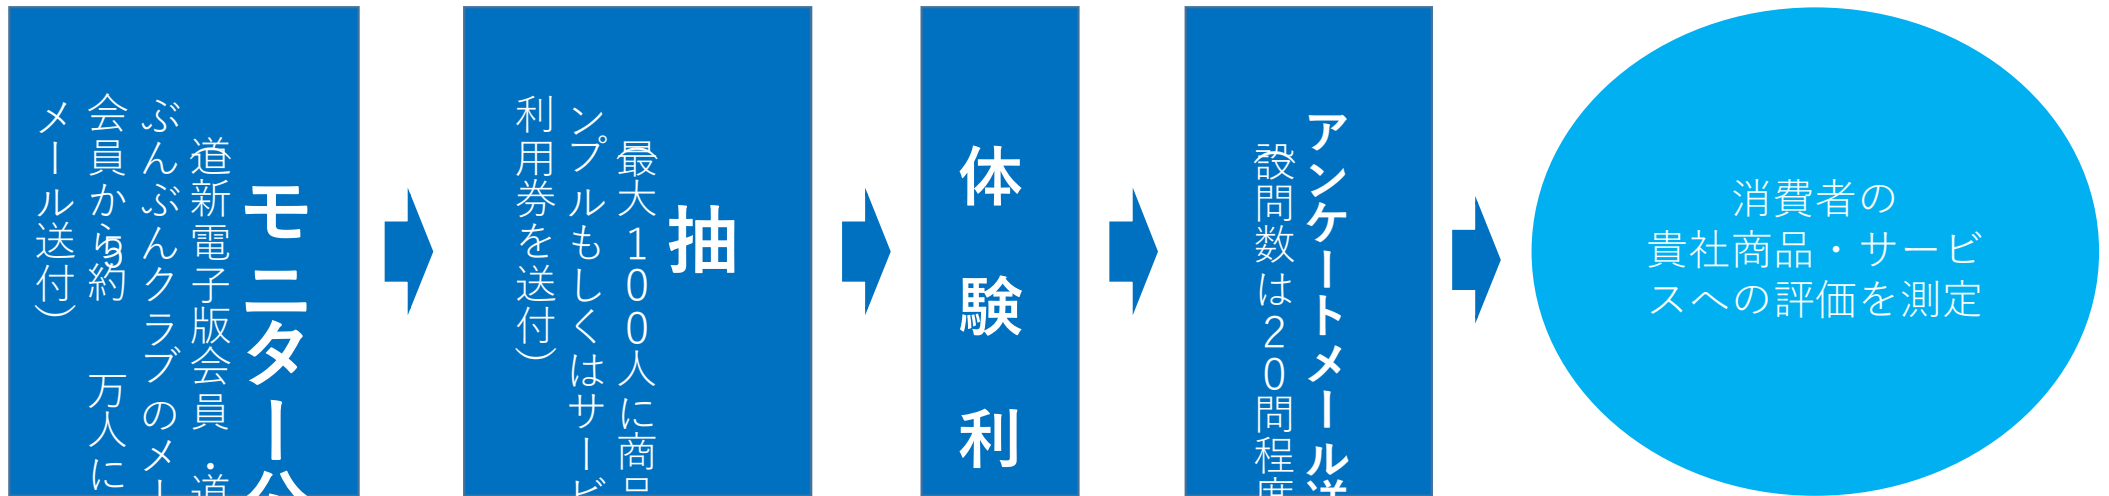 モニター公
（道新電子版会員・道
ぶんぶんクラブのメー
会員から約5万人に
メール送付）
抽
（最大100人に商品
ンプルもしくはサービ
利用券を送付）
体験利
アンケートメール送
（設問数は20問程度
消費者の
貴社商品・サービ
スへの評価を測定